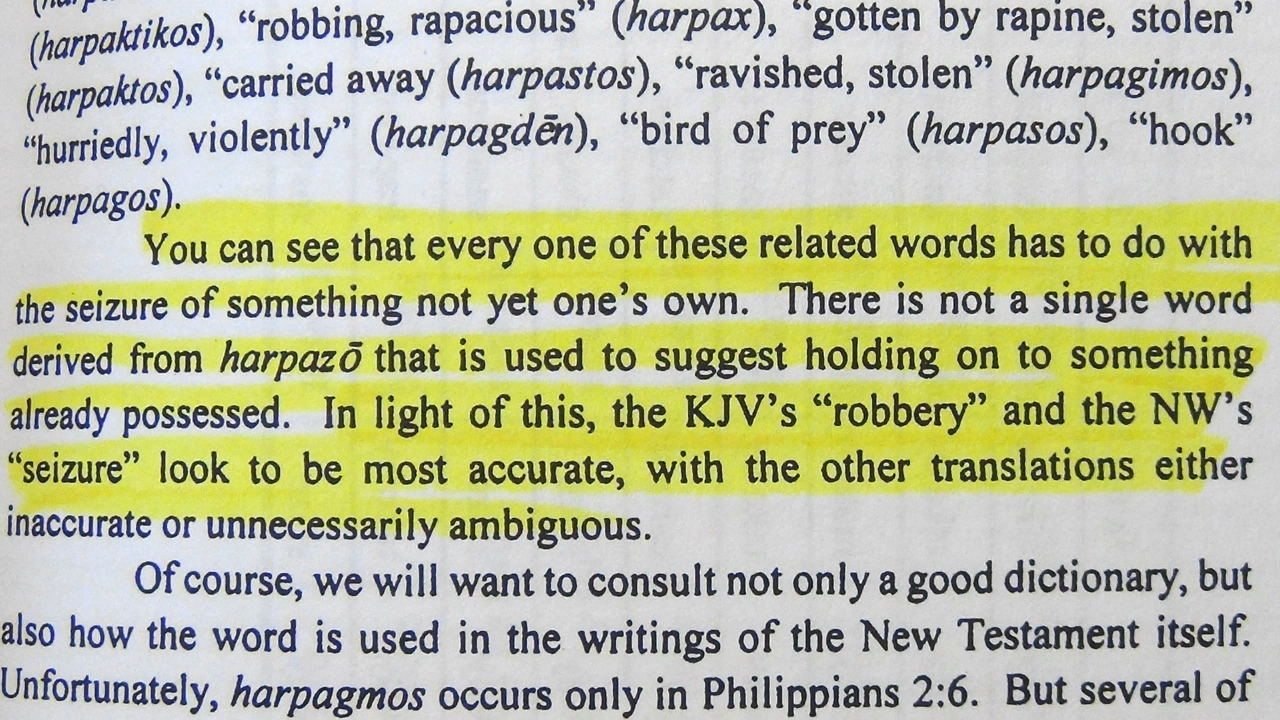 (harpaktikos), “robbing, rapacious” (harpax), “gotten by rapine, stolen”
(harpaktos), “carried away (harpastos), “ravished, stolen” (harpagimos),
“hurriedly, violently” (harpagdēn), “bird of prey” (harpasos), “hook”
(harpagos).
You can see that every one of these related words has to do with
the seizure of something not yet one’s own. There is not a single word
derived from harpazō that is used to suggest holding on to something
already possessed. In light of this, the KJV’s “robbery” and the NW’s
“seizure” look to be most accurate, with the other translations either
inaccurate or unnecessarily ambiguous.
Of course, we will want to consult not only a good dictionary, but
also how the word is used in the writings of the New Testament itself.
Unfortunately, harpagmos occurs only in Philippians 2:6. But several of